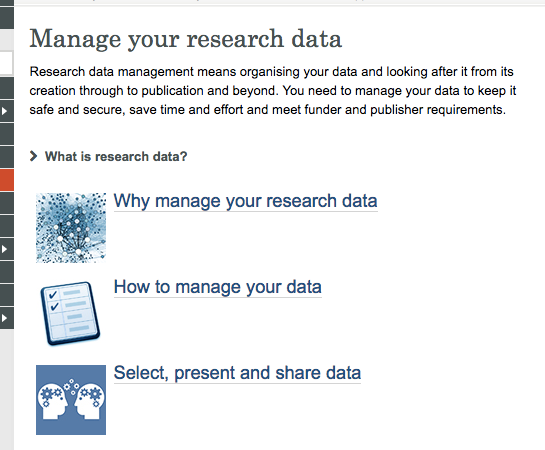 Manage your research data
Research data management means organising your data and looking after it from its
creation through to publication and beyond. You need to manage your data to keep it
safe and secure, save time and effort and meet funder and publisher requirements.
What is research data?
Why manage your research data
How to manage your data
Select, present and share data